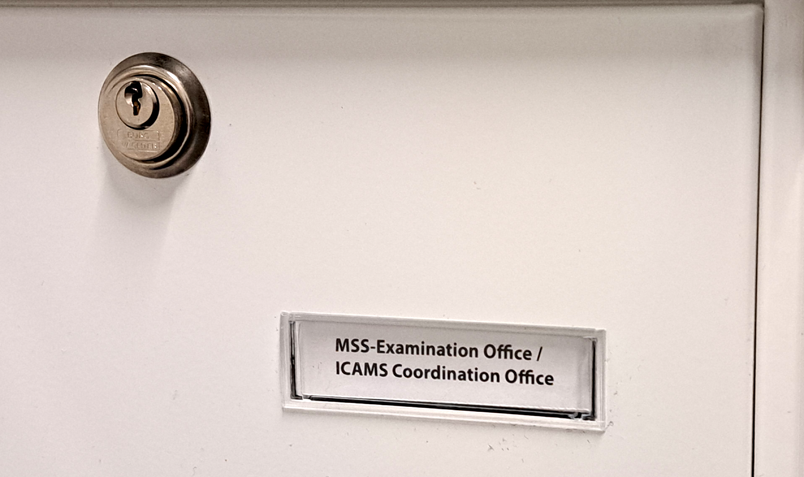 MSS-Examination Office /
ICAMS Coordination Office